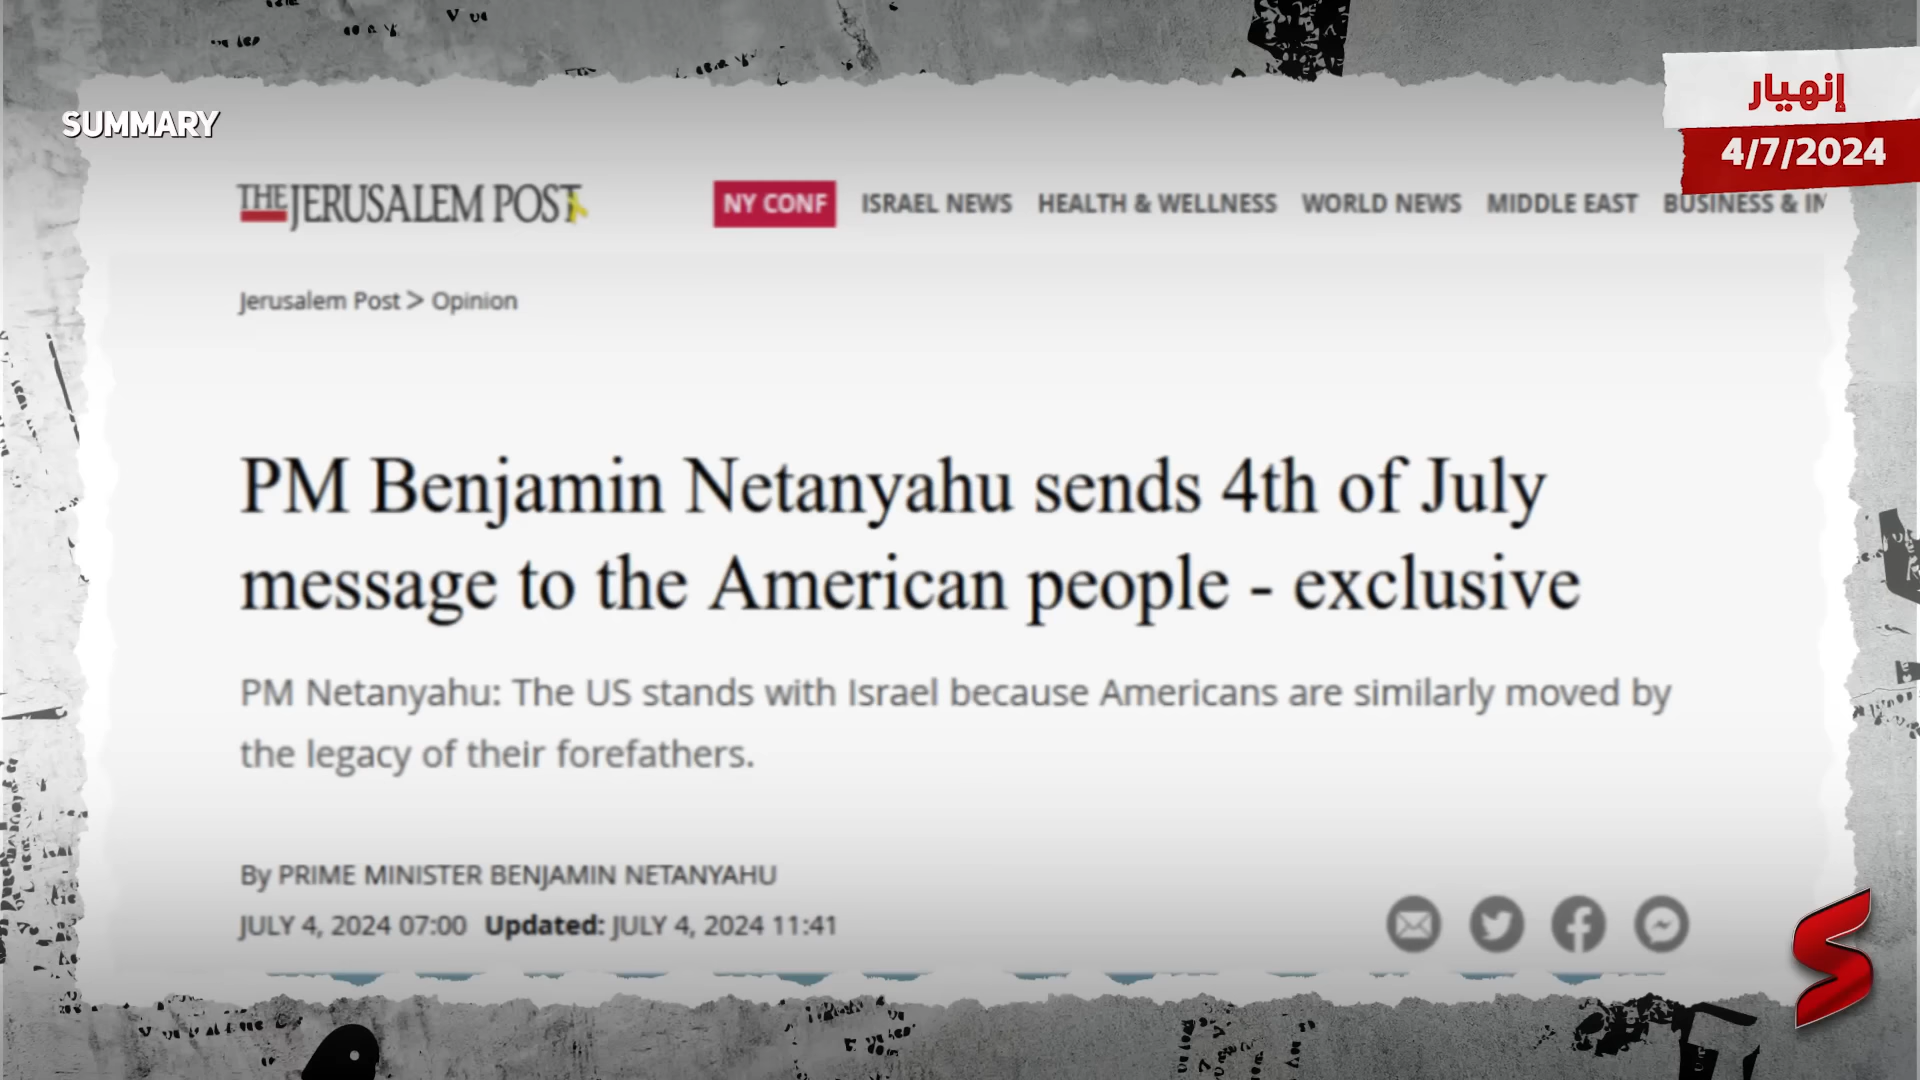 إنهيار
4/7/2024
SUMMARY
THE JERUSALEM POST
NY CONF ISRAEL NEWS HEALTH & WELLNESS WORLD NEWS MIDDLE EAST BUSINESS & IN
Jerusalem Post > Opinion
PM Benjamin Netanyahu sends 4th of July
message to the American people - exclusive
PM Netanyahu: The US stands with Israel because Americans are similarly moved by
the legacy of their forefathers.
By PRIME MINISTER BENJAMIN NETANYAHU
JULY 4, 2024 07:00 Updated: JULY 4, 2024 11:41